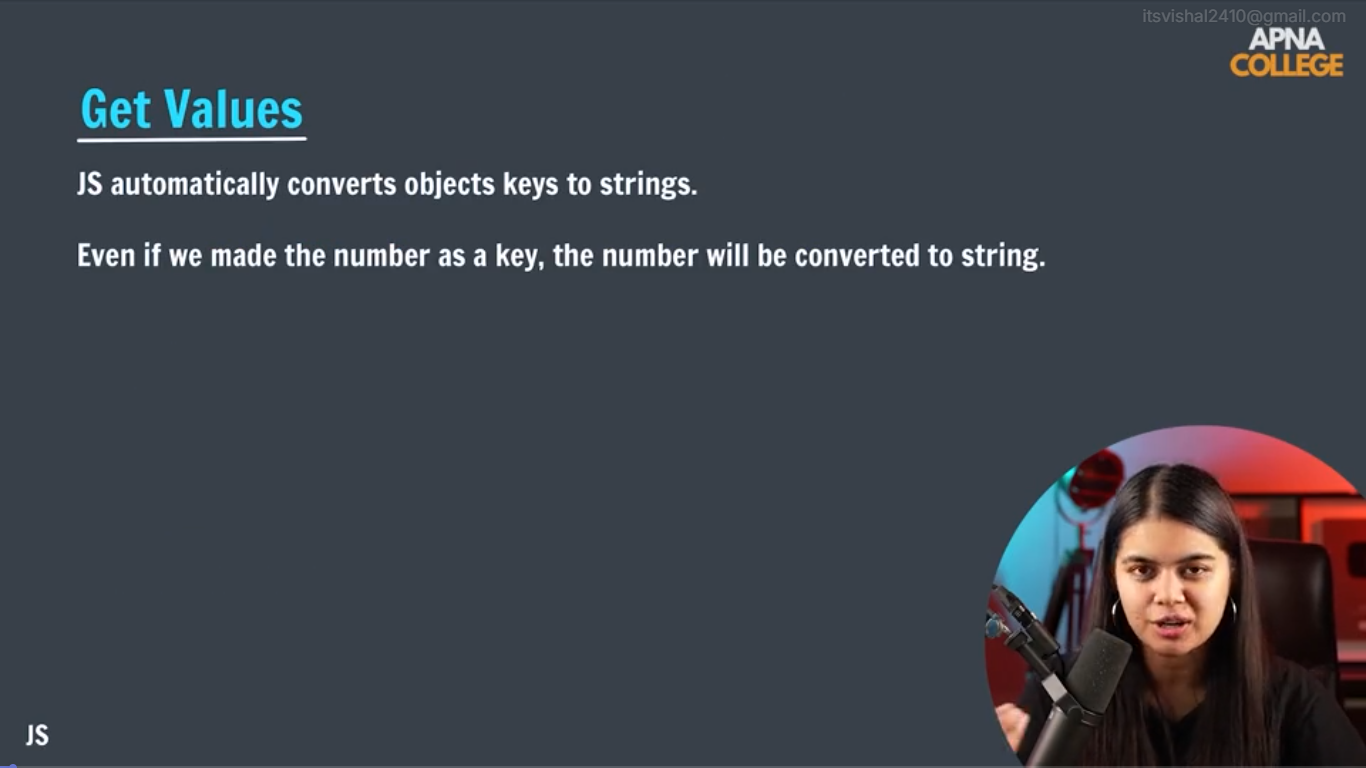 itsvishal2410@gmail.com
APNA
COLLEGE
Get Values
JS automatically converts objects keys to strings.
Even if we made the number as a key, the number will be converted to string.
JS